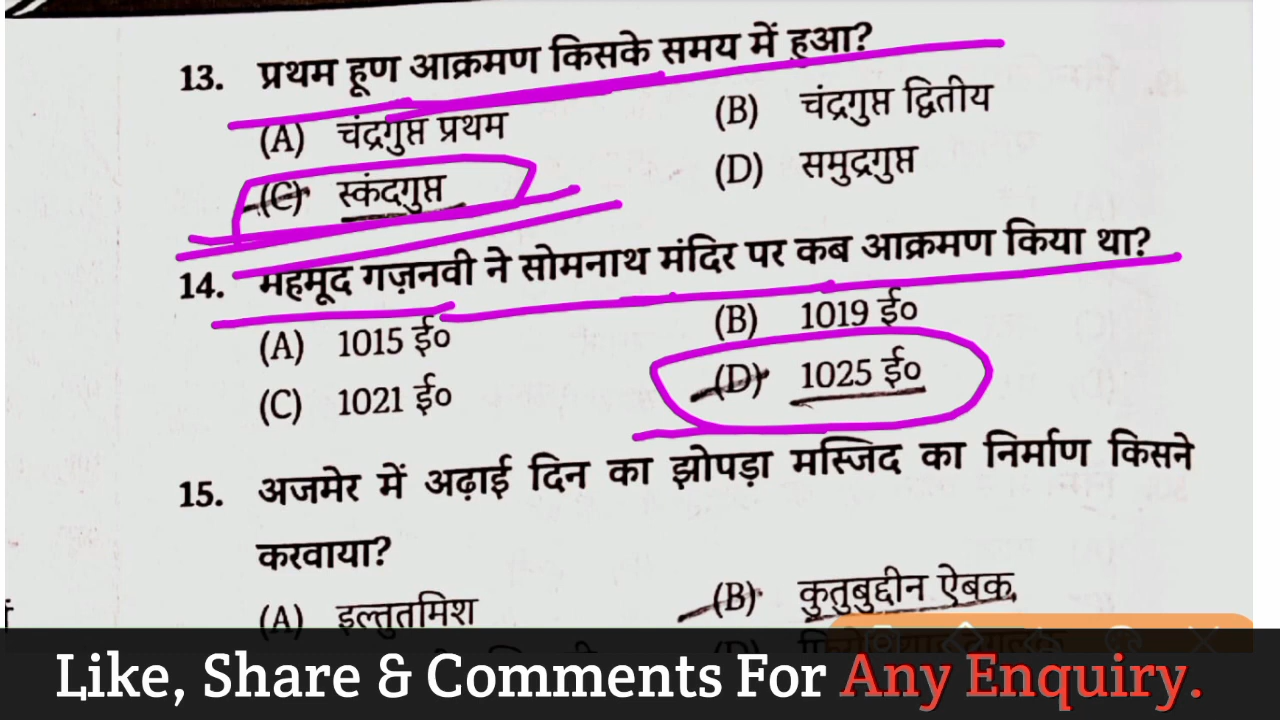 13. प्रथम हूण आक्रमण किसके समय में हुआ?
(A) चंद्रगुप्त प्रथम (B) चंद्रगुप्त द्वितीय
(C) स्कंदगुप्त (D) समुद्रगुप्त
14. महमूद गज़नवी ने सोमनाथ मंदिर पर कब आक्रमण किया था?
(A) 1015 ई० (B) 1019 ई०
(C) 1021 ई० (D) 1025 ई०
15. अजमेर में अढ़ाई दिन का झोपड़ा मस्जिद का निर्माण किसने
करवाया?
(A) इल्तुतमिश (B) कुतुबुद्दीन ऐबक
Like, Share & Comments For Any Enquiry.